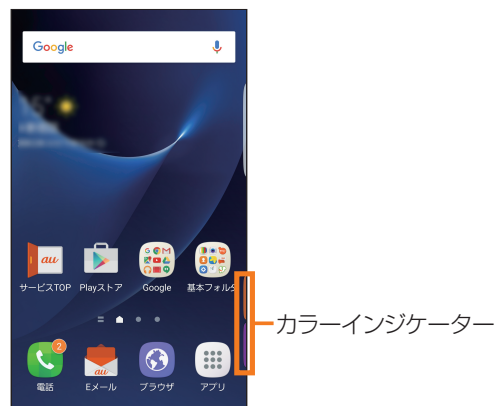 Google
サービスTOP Playストア Google 基本フォルダ
カラーインジケーター
au
2
au
電話 Eメール ブラウザ アプリ